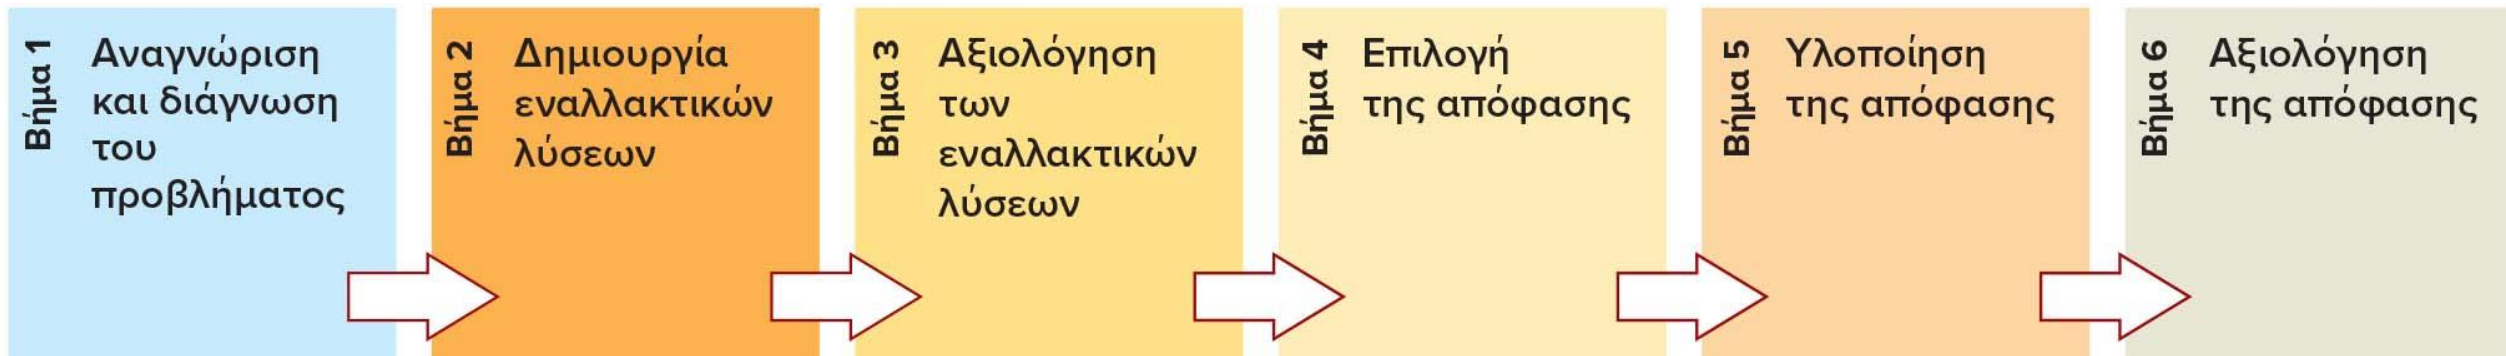 Βήμα 1
Αναγνώριση
και διάγνωση
του
προβλήματος
Βήμα 2
Δημιουργία
εναλλακτικών
λύσεων
Βήμα 3
Αξιολόγηση
των
εναλλακτικών
λύσεων
Βήμα 4
Επιλογή
της απόφασης
Βήμα 5
Υλοποίηση
της απόφασης
Βήμα 6
Αξιολόγηση
της απόφασης